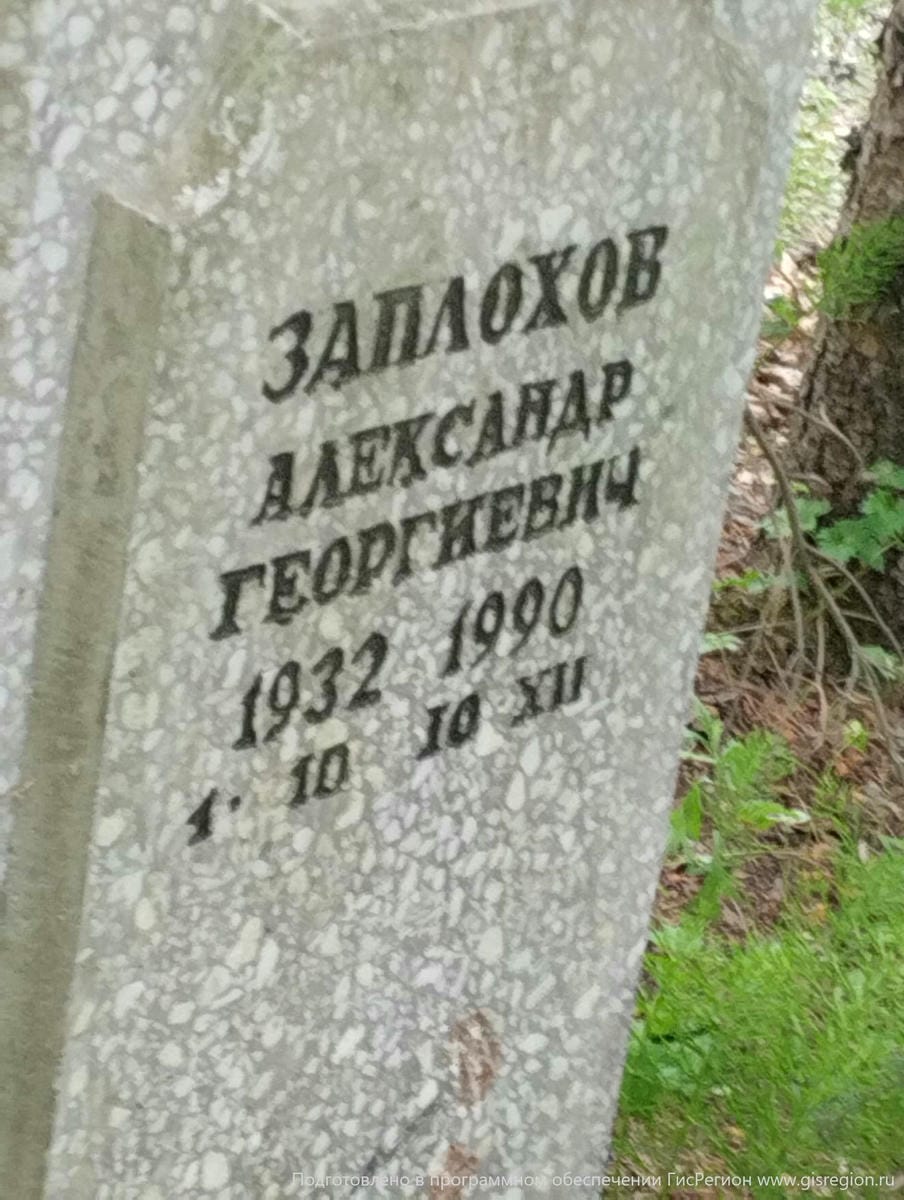 ЗАПЛОХОВ
АЛЕКСАНДР
ГЕОРГИЕВИЧ
1932 1990
1. 10 10 XII
Подготовлено в программном обеспечении ГисРегион www.gisregion.ru